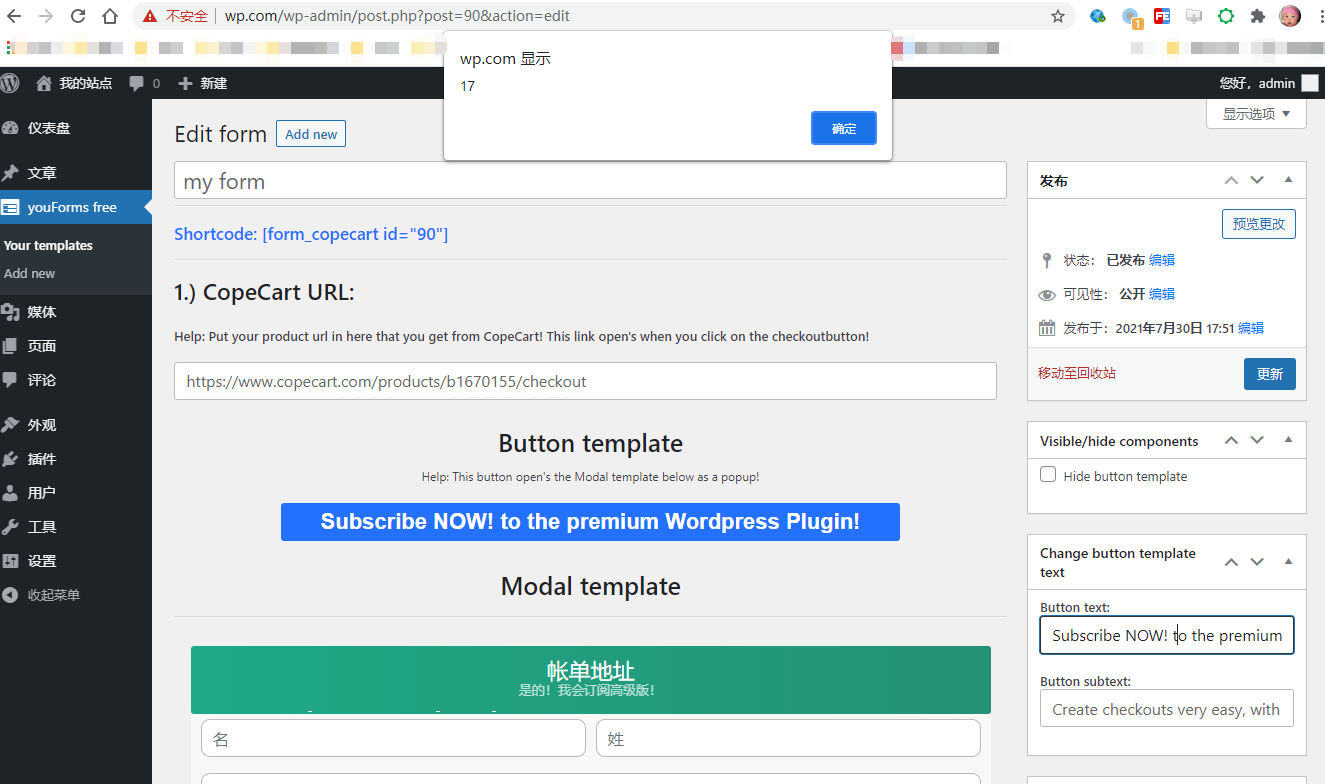 不安全 wp.com/wp-admin/post.php?post=90&action=edit
1
wp.com 显示
17
确定
我的站点 0 新建
您好，admin
显示选项
仪表盘
文章
youForms free
Your templates
Add new
媒体
页面
评论
外观
插件
用户
工具
设置
收起菜单
Edit form Add new
my form
Shortcode: [form_copecart id="90"]
1.) CopeCart URL:
Help: Put your product url in here that you get from CopeCart! This link open's when you click on the checkoutbutton!
https://www.copecart.com/products/b1670155/checkout
Button template
Help: This button open's the Modal template below as a popup!
Subscribe NOW! to the premium Wordpress Plugin!
Modal template
帐单地址
是的！我会订阅高级版！
名 姓
发布
预览更改
状态： 已发布 编辑
可见性： 公开 编辑
发布于：2021年7月30日 17:51 编辑
移动至回收站 更新
Visible/hide components
Hide button template
Change button template
text
Button text:
Subscribe NOW! to the premium
Button subtext:
Create checkouts very easy, with